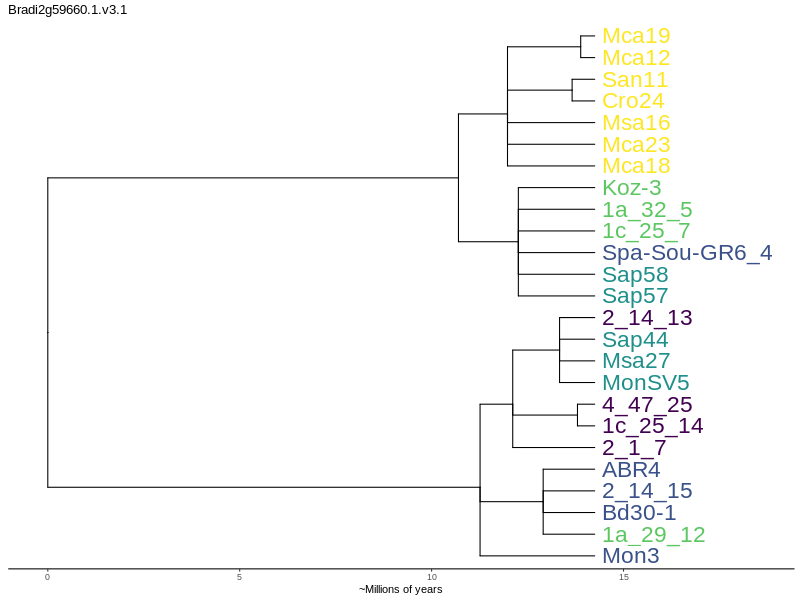 Bradi2g59660.1.v3.1
Mca19
Mca12
San11
Cro24
Msa16
Mca23
Mca18
Koz-3
1a_32_5
1c_25_7
Spa-Sou-GR6_4
Sap58
Sap57
2_14_13
Sap44
Msa27
MonSV5
4_47_25
1c_25_14
2_1_7
ABR4
2_14_15
Bd30-1
1a_29_12
Mon3
0 5 10 15
~Millions of years